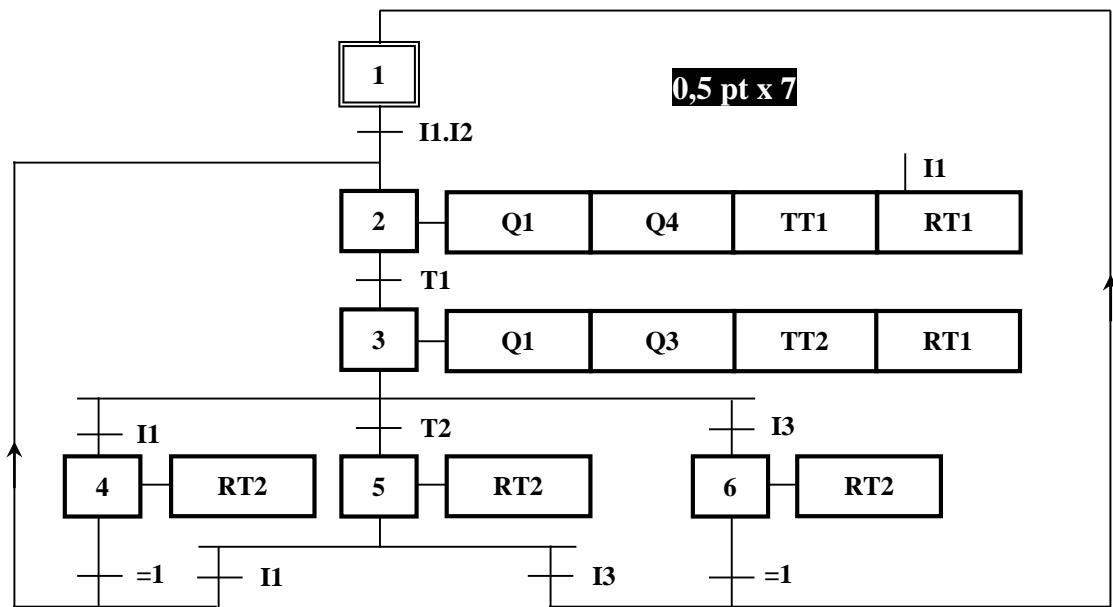 1
0,5 pt x 7
I1.I2
I1
2 Q1 Q4 TT1 RT1
T1
3 Q1 Q3 TT2 RT1
I1 T2 I3
4 RT2 5 RT2 6 RT2
=1 I1 I3 =1